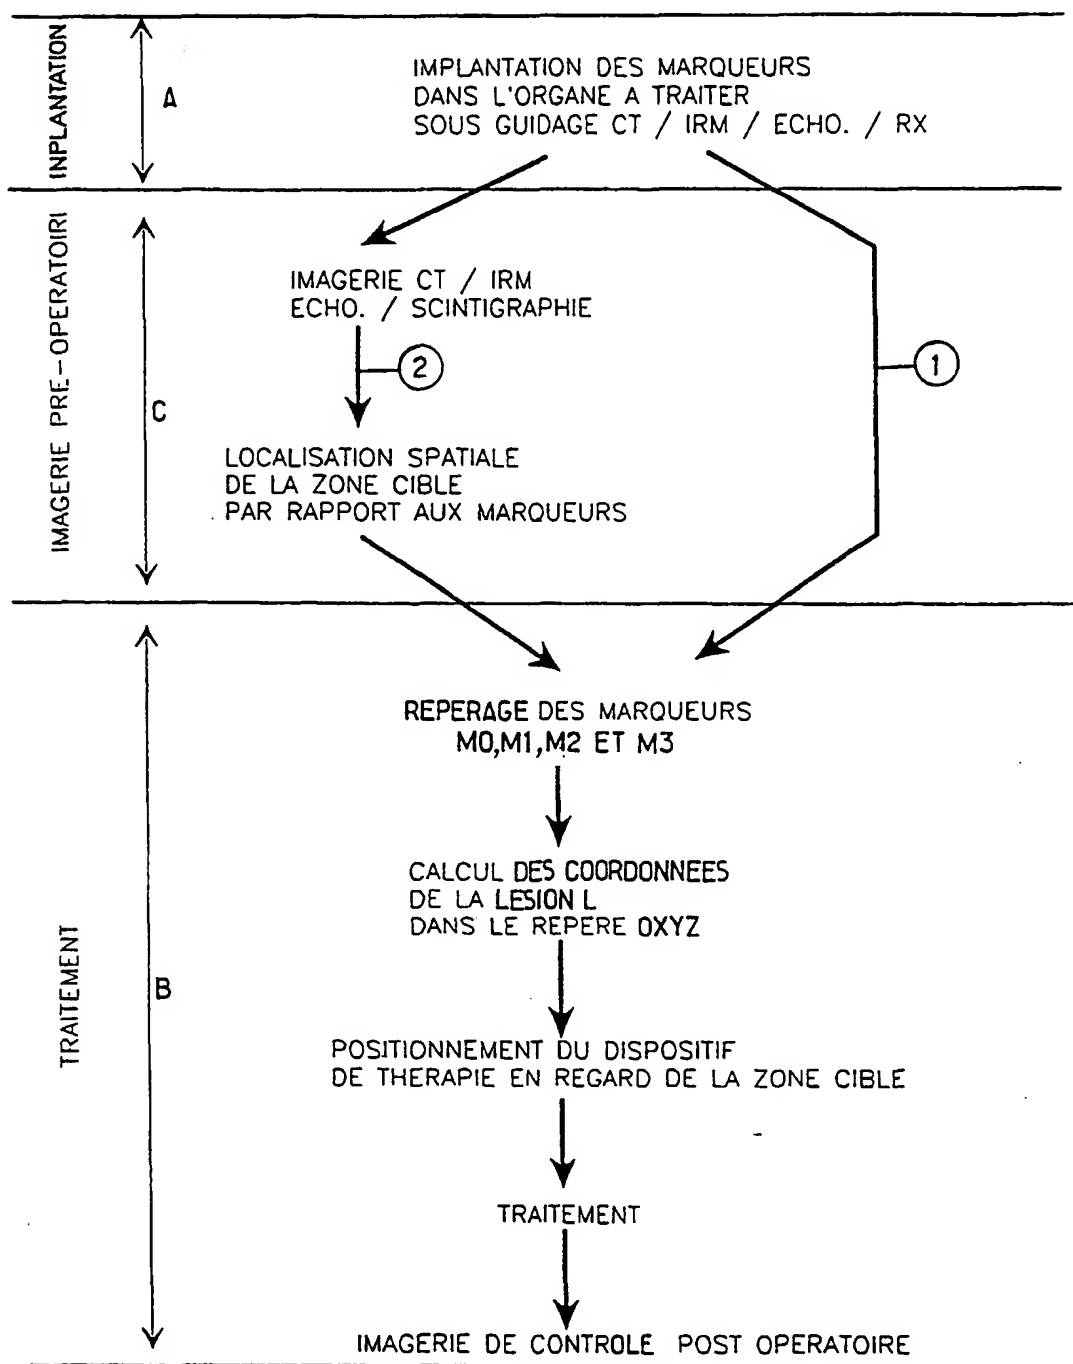 INPLANTATION
A
IMPLANTATION DES MARQUEURS
DANS L'ORGANE A TRAITER
SOUS GUIDAGE CT / IRM / ECHO. / RX
IMAGERIE PRE-OPERATOIRI
C
IMAGERIE CT / IRM
ECHO. / SCINTIGRAPHIE
2
1
LOCALISATION SPATIALE
DE LA ZONE CIBLE
PAR RAPPORT AUX MARQUEURS
TRAITEMENT
B
REPERAGE DES MARQUEURS
M0,M1,M2 ET M3
CALCUL DES COORDONNEES
DE LA LESION L
DANS LE REPERE OXYZ
POSITIONNEMENT DU DISPOSITIF
DE THERAPIE EN REGARD DE LA ZONE CIBLE
TRAITEMENT
IMAGERIE DE CONTROLE POST OPERATOIRE